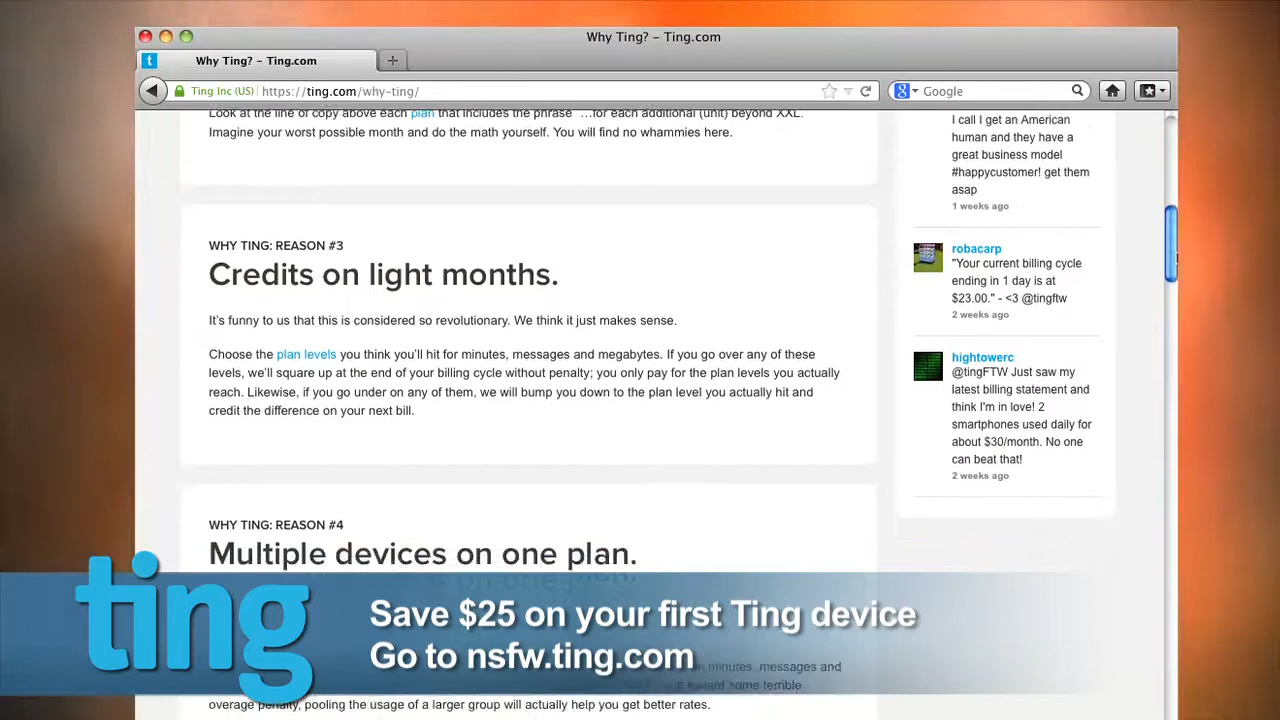 Why Ting? – Ting.com
Why Ting? – Ting.com
Ting Inc (US) https://ting.com/why-ting/
Google
Look at the line of copy above each plan that includes the phrase "…for each additional (unit) beyond XXL.
Imagine your worst possible month and do the math yourself. You will find no whammies here.
WHY TING: REASON #3
Credits on light months.
It's funny to us that this is considered so revolutionary. We think it just makes sense.
Choose the plan levels you think you'll hit for minutes, messages and megabytes. If you go over any of these
levels, we'll square up at the end of your billing cycle without penalty; you only pay for the plan levels you actually
reach. Likewise, if you go under on any of them, we will bump you down to the plan level you actually hit and
credit the difference on your next bill.
WHY TING: REASON #4
Multiple devices on one plan.
minutes, messages and
toward some terrible
overage penalty, pooling the usage of a larger group will actually help you get better rates.
I call I get an American
human and they have a
great business model
#happycustomer! get them
asap
1 weeks ago
robacarp
"Your current billing cycle
ending in 1 day is at
$23.00." - <3 @tingftw
2 weeks ago
hightowerc
@tingFTW Just saw my
latest billing statement and
think I'm in love! 2
smartphones used daily for
about $30/month. No one
can beat that!
2 weeks ago
ting
Save $25 on your first Ting device
Go to nsfw.ting.com